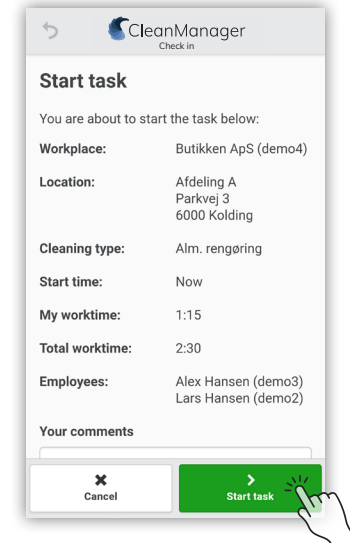 CleanManager
Check in
Start task
You are about to start the task below:
Workplace: Butikken ApS (demo4)
Location: Afdeling A
Parkvej 3
6000 Kolding
Cleaning type: Alm. rengøring
Start time: Now
My worktime: 1:15
Total worktime: 2:30
Employees: Alex Hansen (demo3)
Lars Hansen (demo2)
Your comments
Cancel
Start task